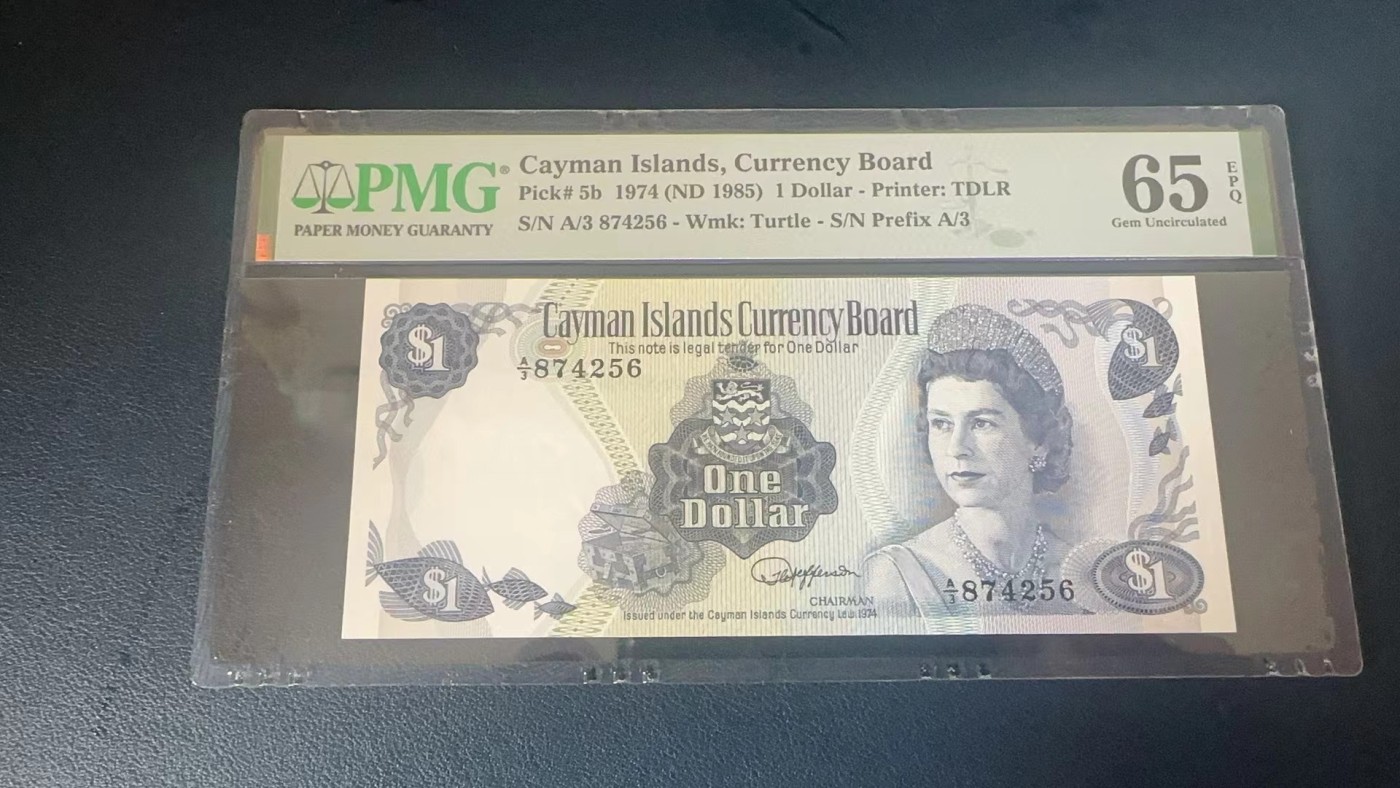 PMG®
PAPER MONEY GUARANTY
Cayman Islands, Currency Board
Pick# 5b 1974 (ND 1985) 1 Dollar - Printer: TDLR
S/N A/3 874256 - Wmk: Turtle - S/N Prefix A/3
65
EPQ
Gem Uncirculated
$1
Cayman Islands Currency Board
This note is legal tender for One Dollar
$1
A/3 874256
One
Dollar
$1
CHAIRMAN
A/3 874256
$1
Issued under the Cayman Islands Currency Law 1974